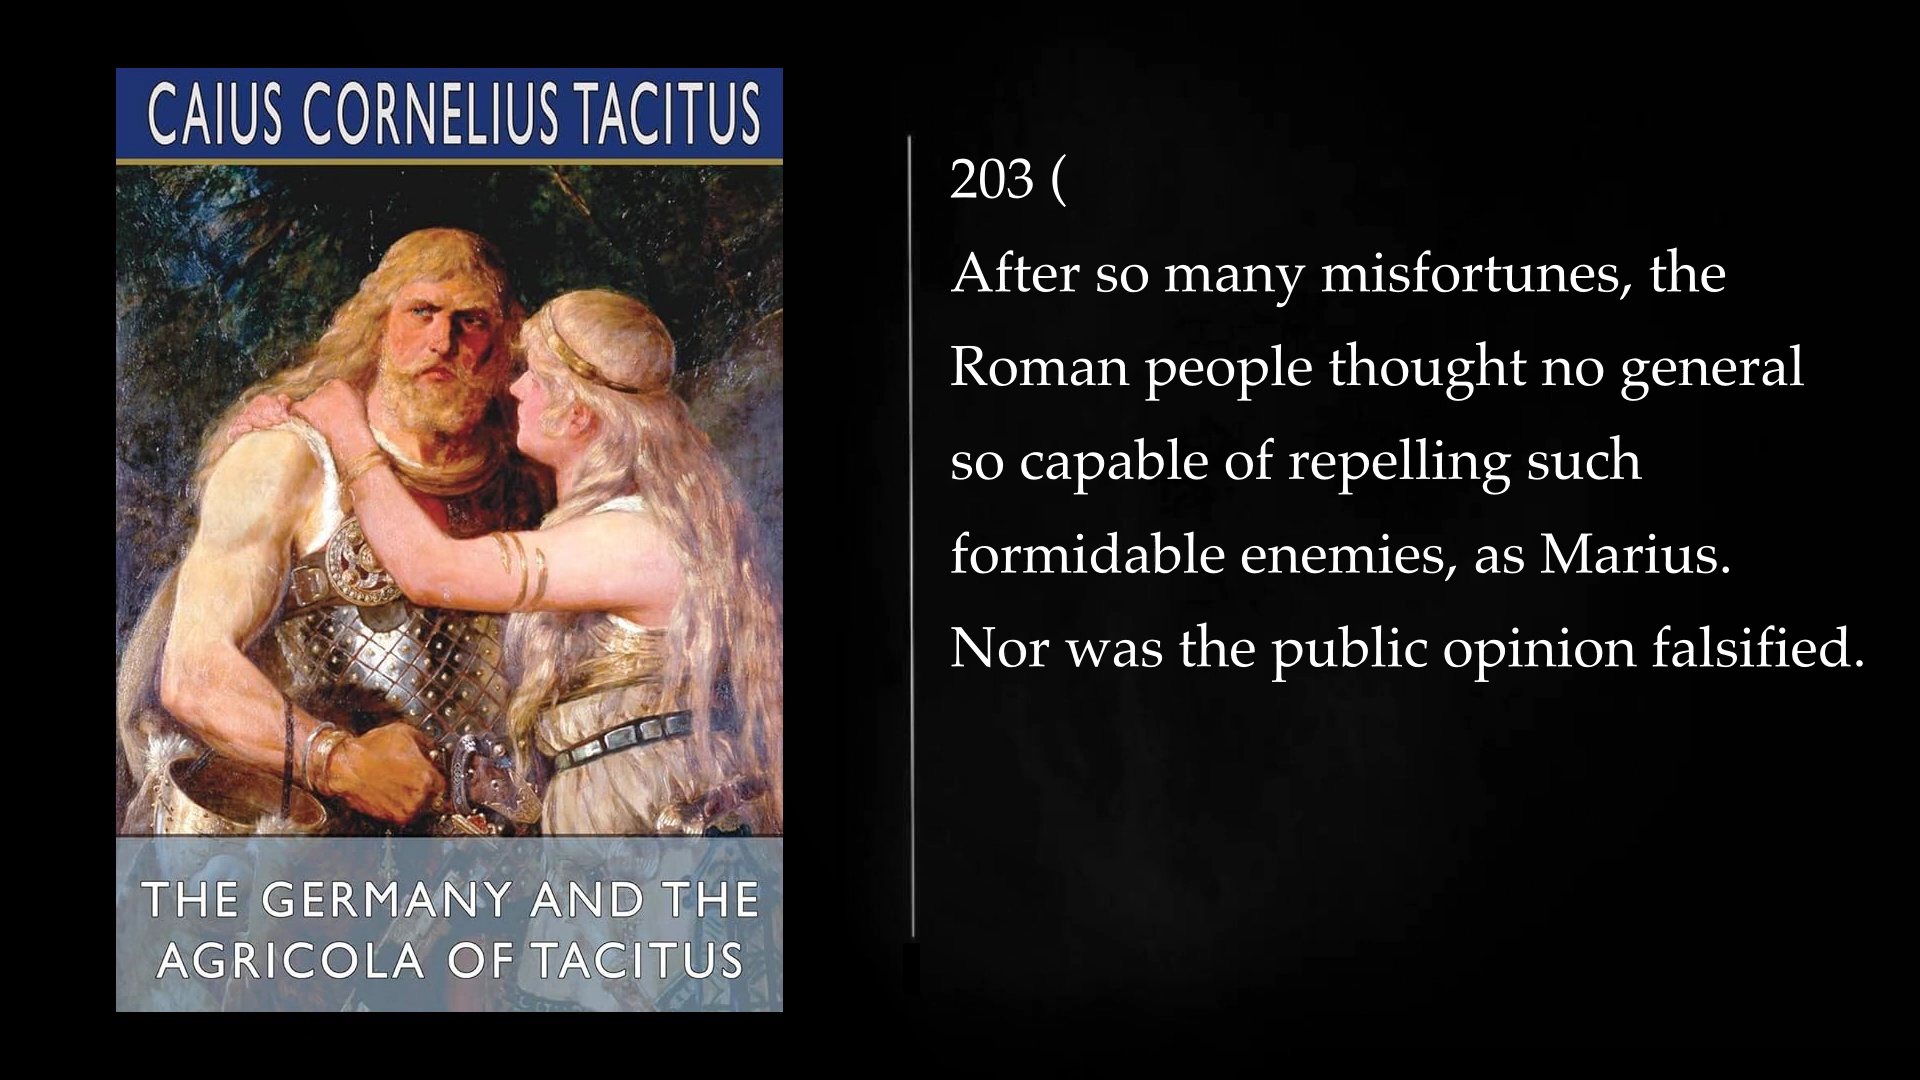 CAIUS CORNELIUS TACITUS
THE GERMANY AND THE
AGRICOLA OF TACITUS
203 (
After so many misfortunes, the
Roman people thought no general
so capable of repelling such
formidable enemies, as Marius.
Nor was the public opinion falsified.